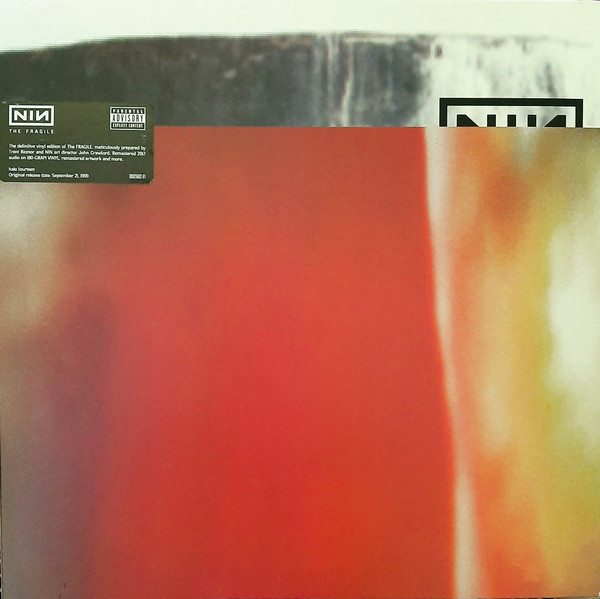 NIN
NIN
THE FRAGILE
PARENTAL
ADVISORY
EXPLICIT CONTENT
The definitive vinyl edition of The FRAGILE, meticulously prepared by
Trent Reznor and NIN art director John Crawford. Remastered 2017
audio on 180-GRAM VINYL, remastered artwork and more.
halo fourteen
Original release date: September 21, 1999